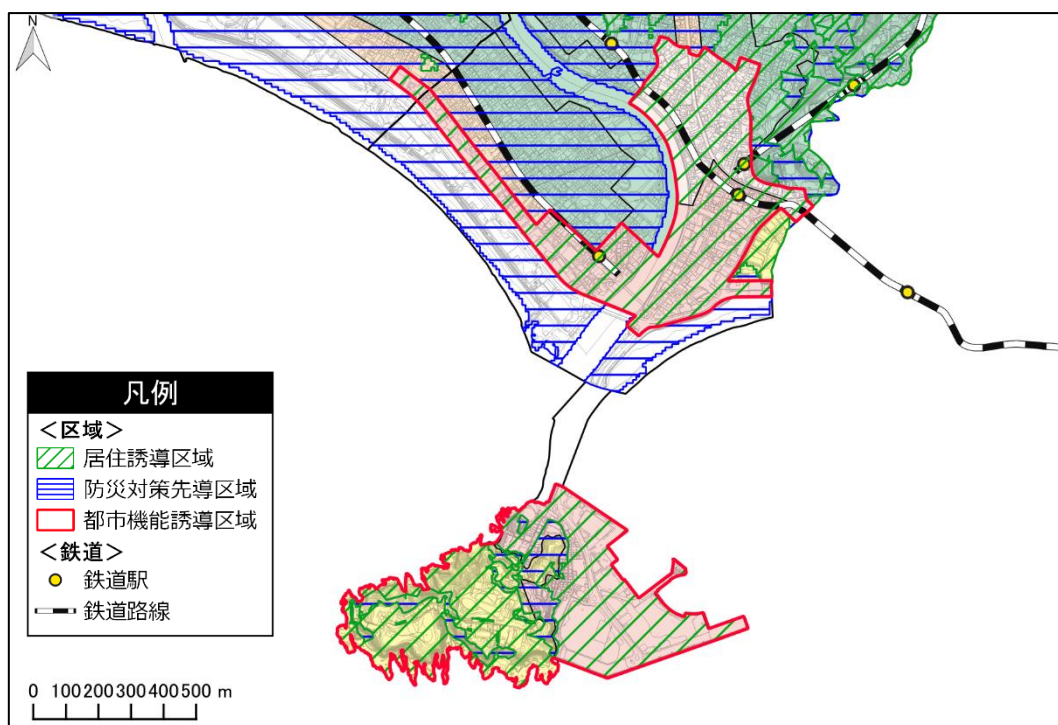 N
凡例
＜区域＞
居住誘導区域
防災対策先導区域
都市機能誘導区域
＜鉄道＞
鉄道駅
鉄道路線
0 100 200 300 400 500 m